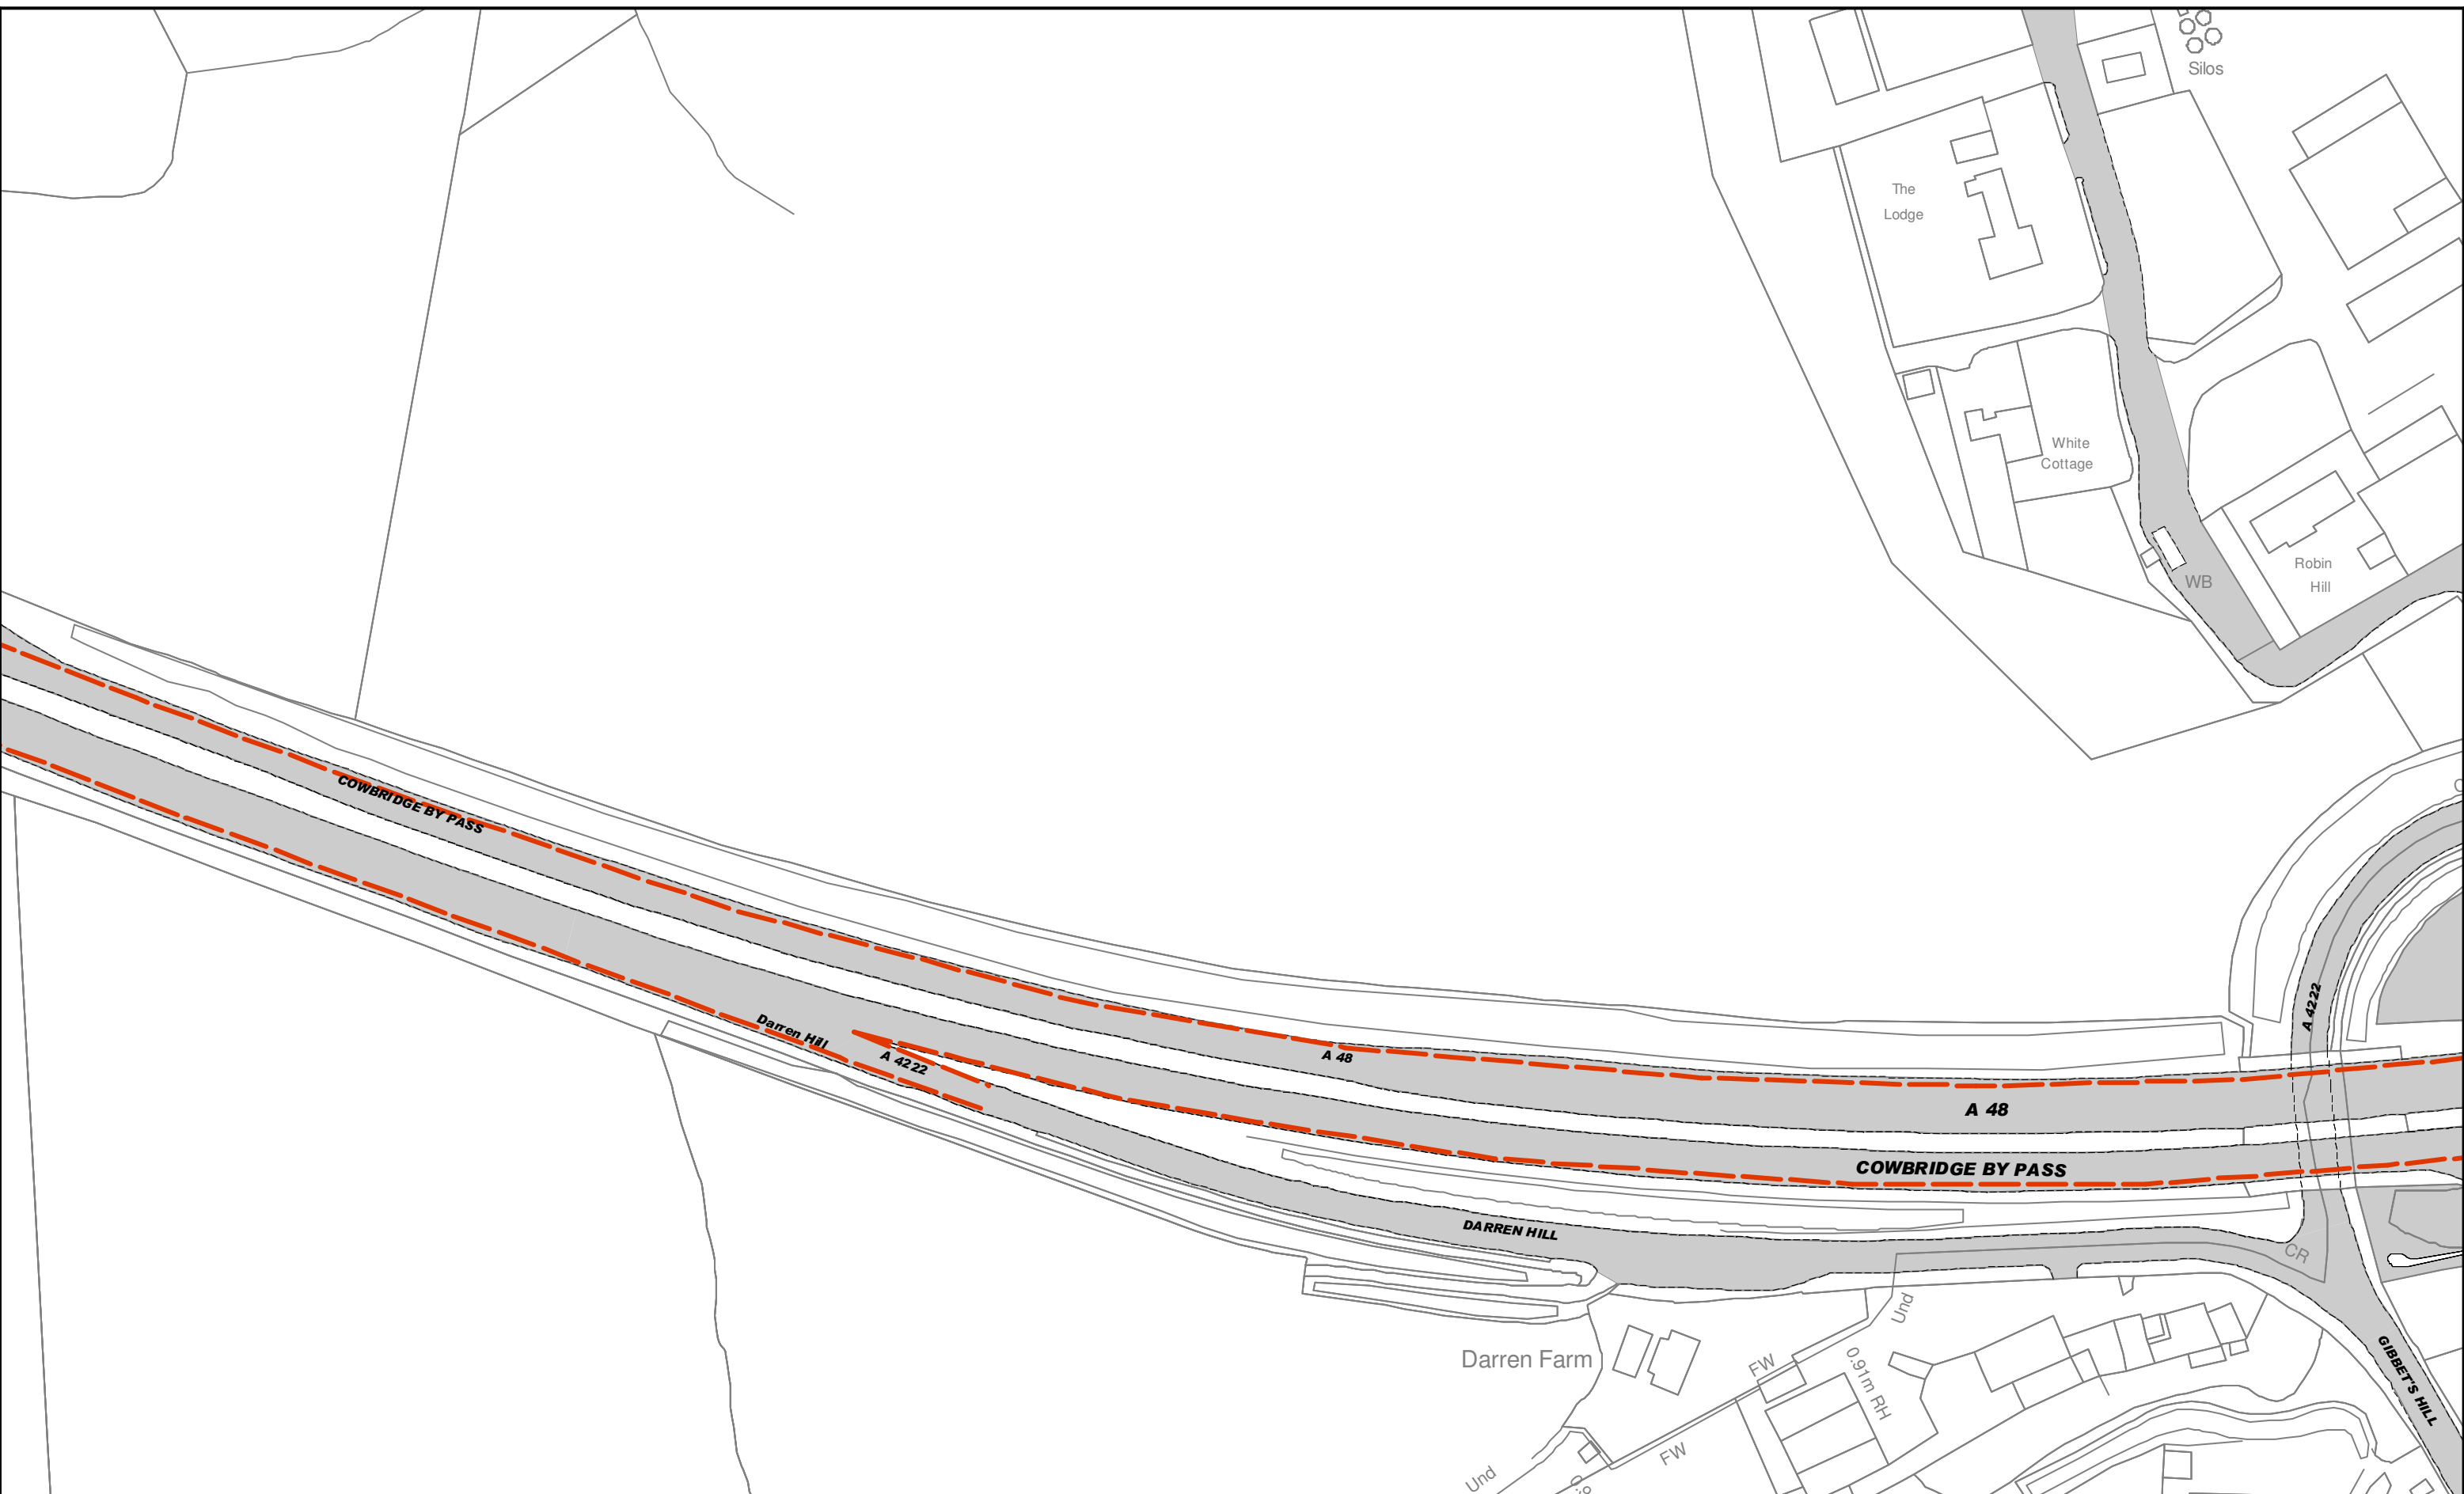 Silos
The
Lodge
White
Cottage
Robin
Hill
WB
COWBRIDGE BY PASS
Darren Hill
A 4222
A 48
A 4222
A 48
COWBRIDGE BY PASS
DARREN HILL
CR
Und
Darren Farm
FW
0.91m RH
GIBBET'S HILL
FW
Und